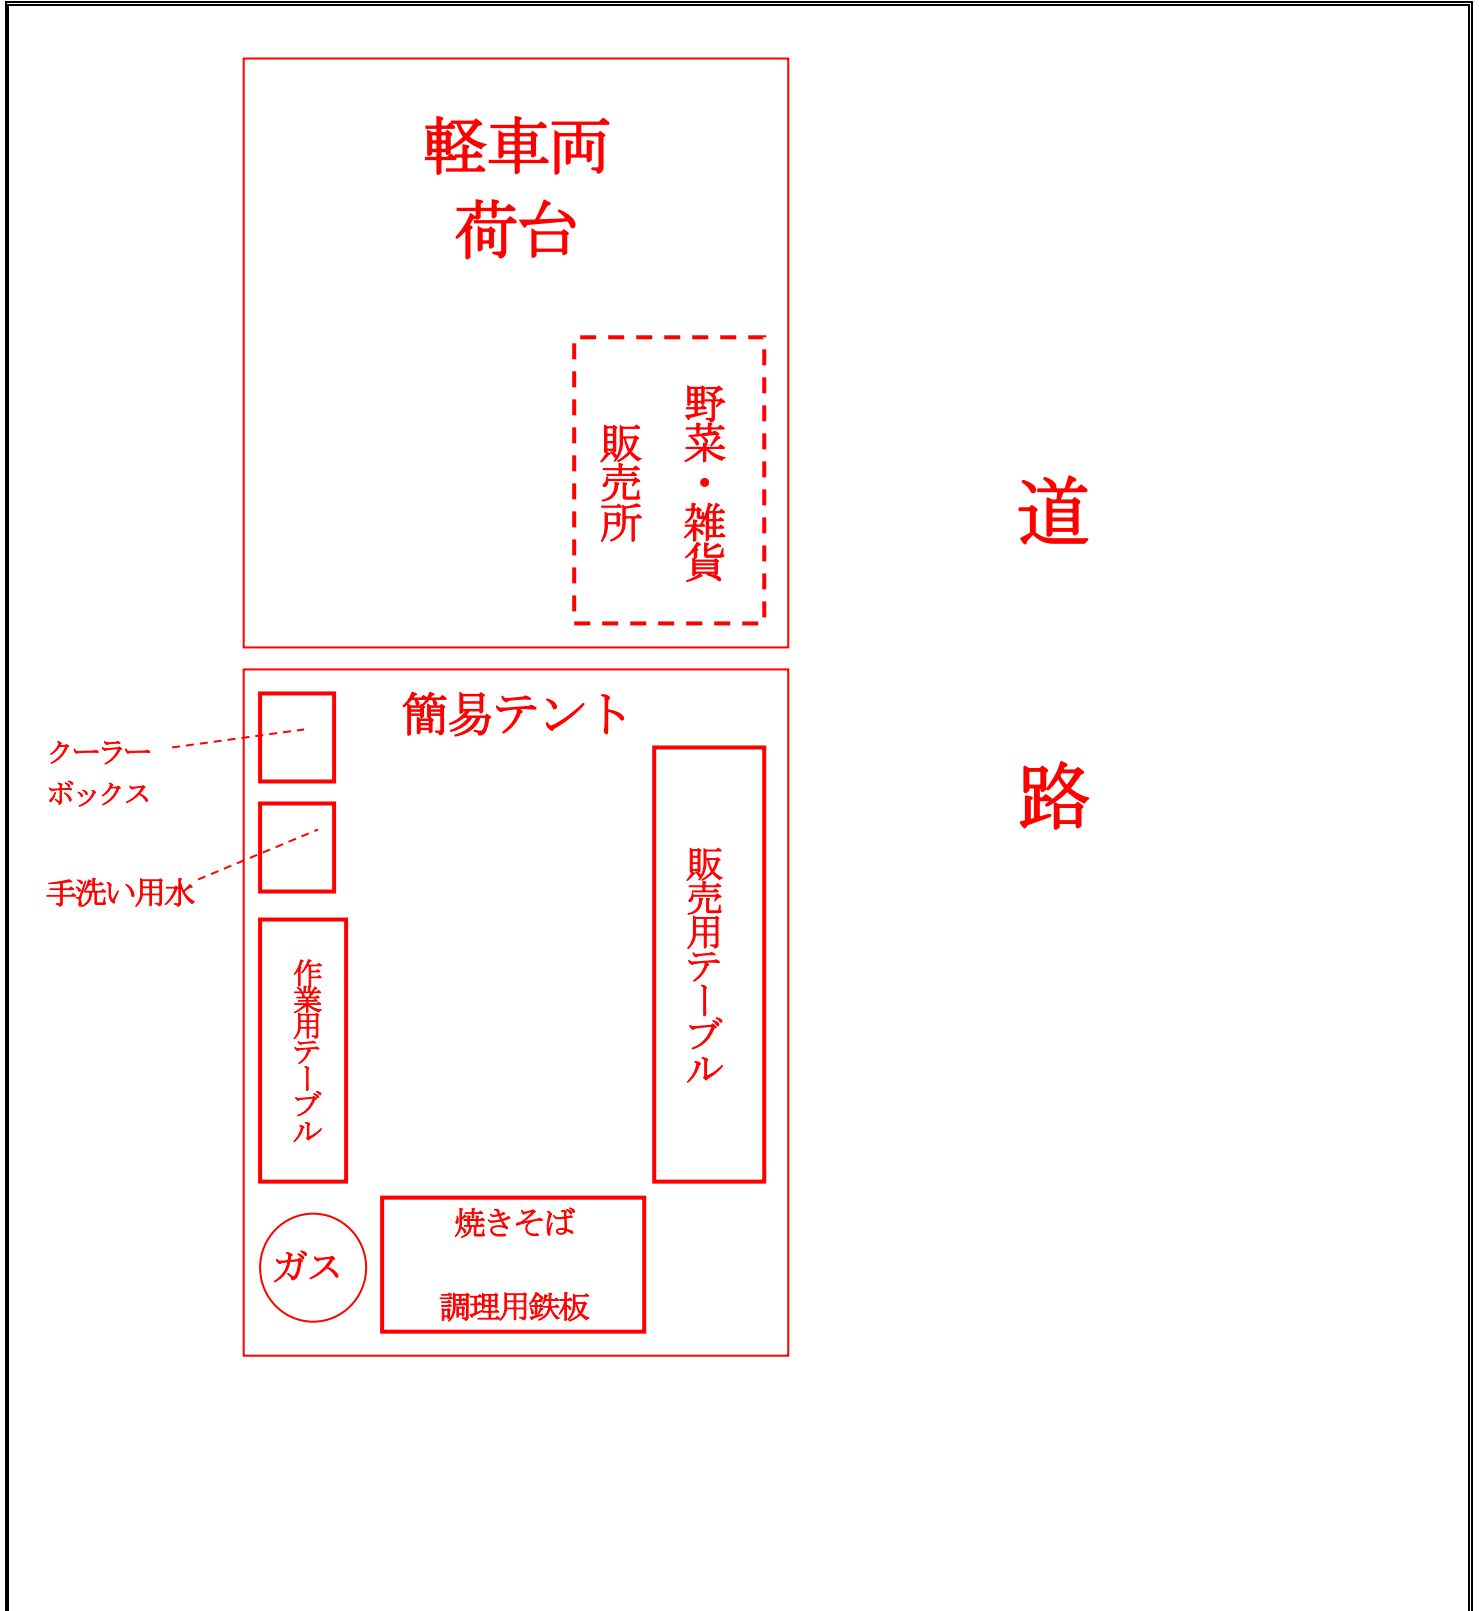 軽車両
荷台
野菜・雑貨
販売所
道
路
簡易テント
クーラー
ボックス
手洗い用水
販売用テーブル
作業用テーブル
ガス
焼きそば
調理用鉄板